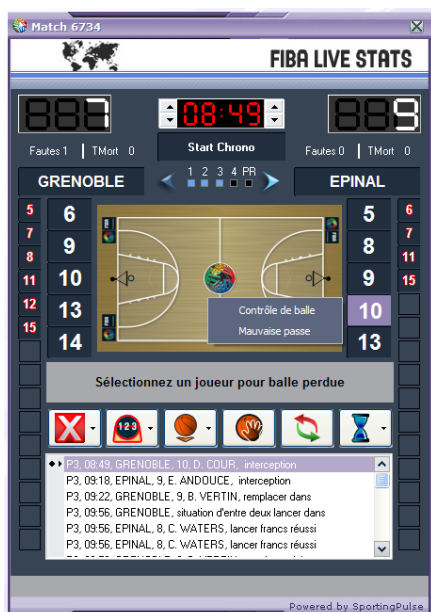 Match 6734
FIBA LIVE STATS
7
08:49
9
Fautes 1 | TMort 0
Start Chrono
Fautes 0 | TMort 0
GRENOBLE
1 2 3 4 PR
EPINAL
5 6 5 6
7 9 8 7
8 11
11 10 9 15
12 13 10
15 14 13
Contrôle de balle
Mauvaise passe
Sélectionnez un joueur pour balle perdue
123
P3, 08:49, GRENOBLE, 10, D. COUR, interception
P3, 09:18, EPINAL, 9, E. ANDOUCE, interception
P3, 09:22, GRENOBLE, 9, B. VERTIN, remplacer dans
P3, 09:56, GRENOBLE, situation d'entre deux lancer dans
P3, 09:56, EPINAL, 8, C. WATERS, lancer francs réussi
P3, 09:56, EPINAL, 8, C. WATERS, lancer francs réussi
Powered by SportingPulse